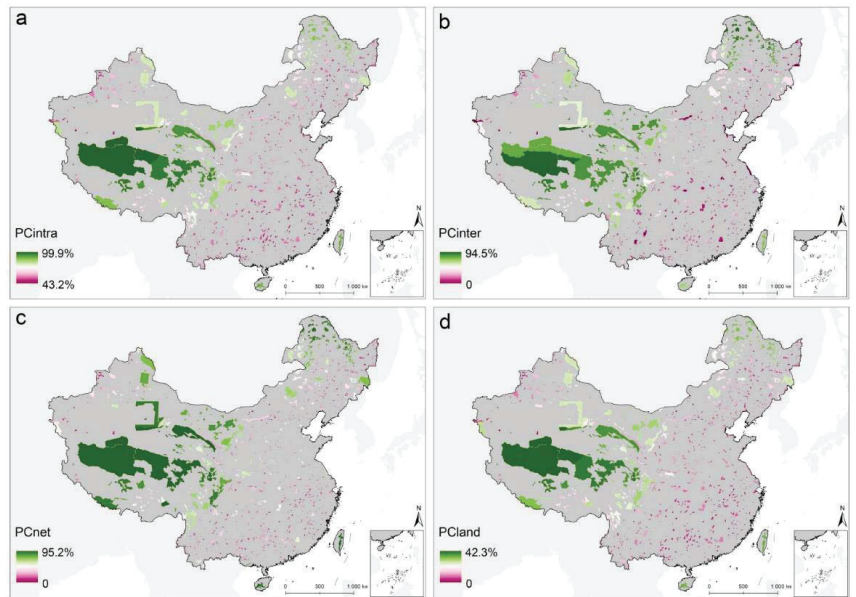 a
N
PCintra
99.9%
43.2%
0 500 1 000 km
b
N
PCinter
94.5%
0
0 500 1 000 km
c
N
PCnet
95.2%
0
0 500 1 000 km
d
N
PCland
42.3%
0
0 500 1 000 km